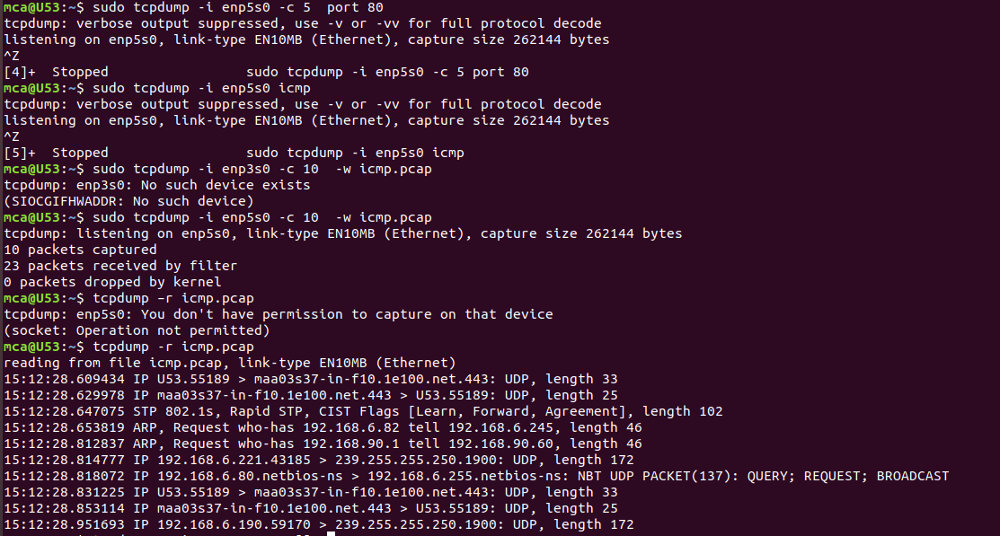 mca@U53:~$ sudo tcpdump -i enp5s0 -c 5  port 80
tcpdump: verbose output suppressed, use -v or -vv for full protocol decode
listening on enp5s0, link-type EN10MB (Ethernet), capture size 262144 bytes
^Z
[4]+  Stopped                 sudo tcpdump -i enp5s0 -c 5 port 80
mca@U53:~$ sudo tcpdump -i enp5s0 icmp
tcpdump: verbose output suppressed, use -v or -vv for full protocol decode
listening on enp5s0, link-type EN10MB (Ethernet), capture size 262144 bytes
^Z
[5]+  Stopped                 sudo tcpdump -i enp5s0 icmp
mca@U53:~$ sudo tcpdump -i enp3s0 -c 10  -w icmp.pcap
tcpdump: enp3s0: No such device exists
(SIOCGIFHWADDR: No such device)
mca@U53:~$ sudo tcpdump -i enp5s0 -c 10  -w icmp.pcap
tcpdump: listening on enp5s0, link-type EN10MB (Ethernet), capture size 262144 bytes
10 packets captured
23 packets received by filter
0 packets dropped by kernel
mca@U53:~$ tcpdump –r icmp.pcap
tcpdump: enp5s0: You don't have permission to capture on that device
(socket: Operation not permitted)
mca@U53:~$ tcpdump -r icmp.pcap
reading from file icmp.pcap, link-type EN10MB (Ethernet)
15:12:28.609434 IP U53.55189 > maa03s37-in-f10.1e100.net.443: UDP, length 33
15:12:28.629978 IP maa03s37-in-f10.1e100.net.443 > U53.55189: UDP, length 25
15:12:28.647075 STP 802.1s, Rapid STP, CIST Flags [Learn, Forward, Agreement], length 102
15:12:28.653819 ARP, Request who-has 192.168.6.82 tell 192.168.6.245, length 46
15:12:28.812837 ARP, Request who-has 192.168.90.1 tell 192.168.90.60, length 46
15:12:28.814777 IP 192.168.6.221.43185 > 239.255.255.250.1900: UDP, length 172
15:12:28.818072 IP 192.168.6.80.netbios-ns > 192.168.6.255.netbios-ns: NBT UDP PACKET(137): QUERY; REQUEST; BROADCAST
15:12:28.831225 IP U53.55189 > maa03s37-in-f10.1e100.net.443: UDP, length 33
15:12:28.853114 IP maa03s37-in-f10.1e100.net.443 > U53.55189: UDP, length 25
15:12:28.951693 IP 192.168.6.190.59170 > 239.255.255.250.1900: UDP, length 172